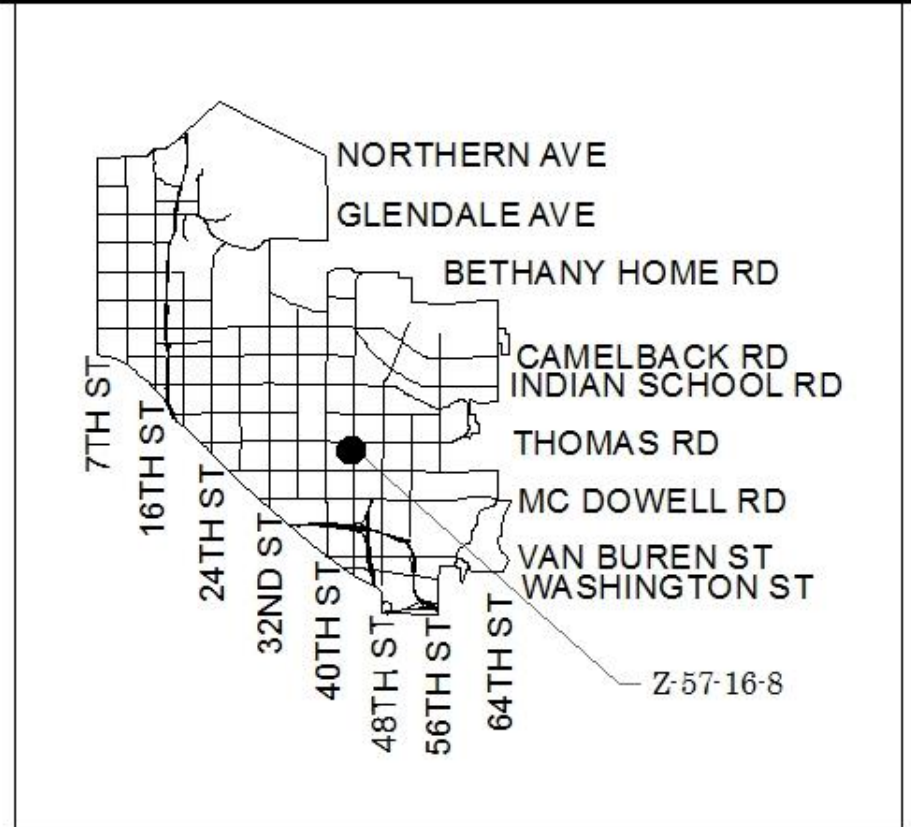 NORTHERN AVE
GLENDALE AVE
BETHANY HOME RD
CAMELBACK RD
INDIAN SCHOOL RD
THOMAS RD
MC DOWELL RD
VAN BUREN ST
WASHINGTON ST
7TH ST
16TH ST
24TH ST
32ND ST
40TH ST
48TH ST
56TH ST
64TH ST
Z-57-16-8